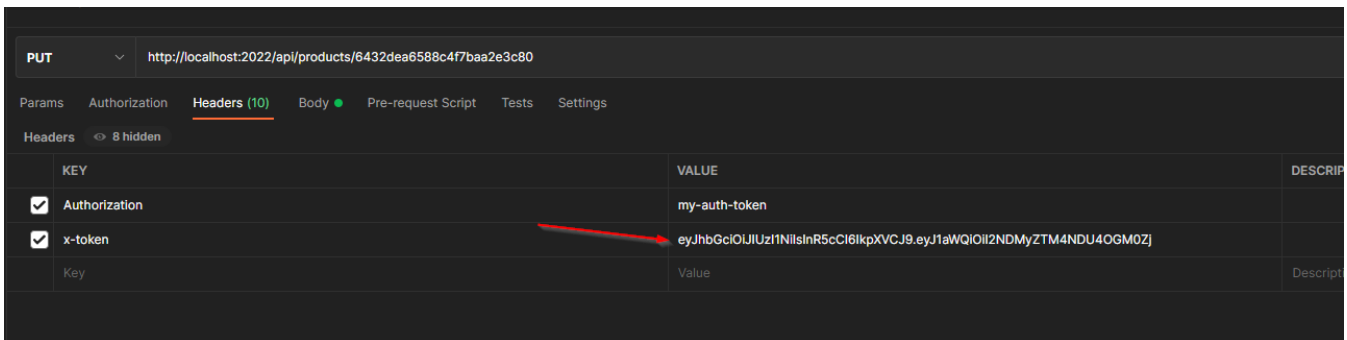 PUT http://localhost:2022/api/products/6432dea6588c4f7baa2e3c80
Params Authorization Headers (10) Body Pre-request Script Tests Settings
Headers 8 hidden
KEY VALUE DESCRIP
Authorization my-auth-token
x-token eyJhbGciOiJIUzI1NiIsInR5cCI6IkpXVCJ9.eyJ1aWQiOiI2NDMyZTM4NDU4OGM0Zj
Key Value Descripti